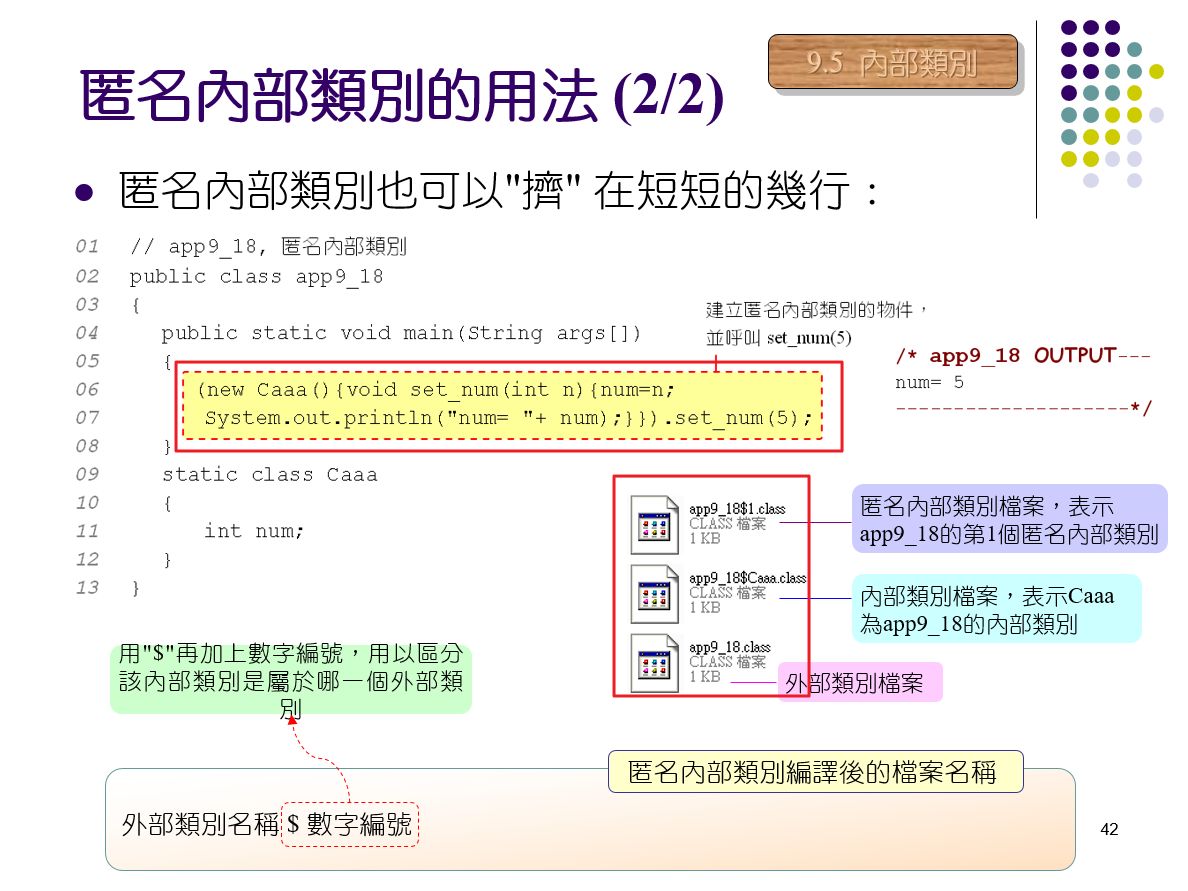 9.5 內部類別
匿名內部類別的用法 (2/2)
● 匿名內部類別也可以"擠" 在短短的幾行：
01 // app9_18, 匿名內部類別
02 public class app9_18
03 {
04 public static void main(String args[])
05 {
06 (new Caaa(){void set_num(int n){num=n;
07 System.out.println("num= "+ num);}}).set_num(5);
08 }
09 static class Caaa
10 {
11 int num;
12 }
13 }
建立匿名內部類別的物件，
並呼叫 set_num(5)
/* app9_18 OUTPUT---
num= 5
---------------------*/
app9_18$1.class
CLASS 檔案
1 KB
匿名內部類別檔案，表示
app9_18的第1個匿名內部類別
app9_18$Caaa.class
CLASS 檔案
1 KB
內部類別檔案，表示Caaa
為app9_18的內部類別
app9_18.class
CLASS 檔案
1 KB
外部類別檔案
用"$"再加上數字編號，用以區分
該內部類別是屬於哪一個外部類
別
匿名內部類別編譯後的檔案名稱
外部類別名稱 $ 數字編號
42